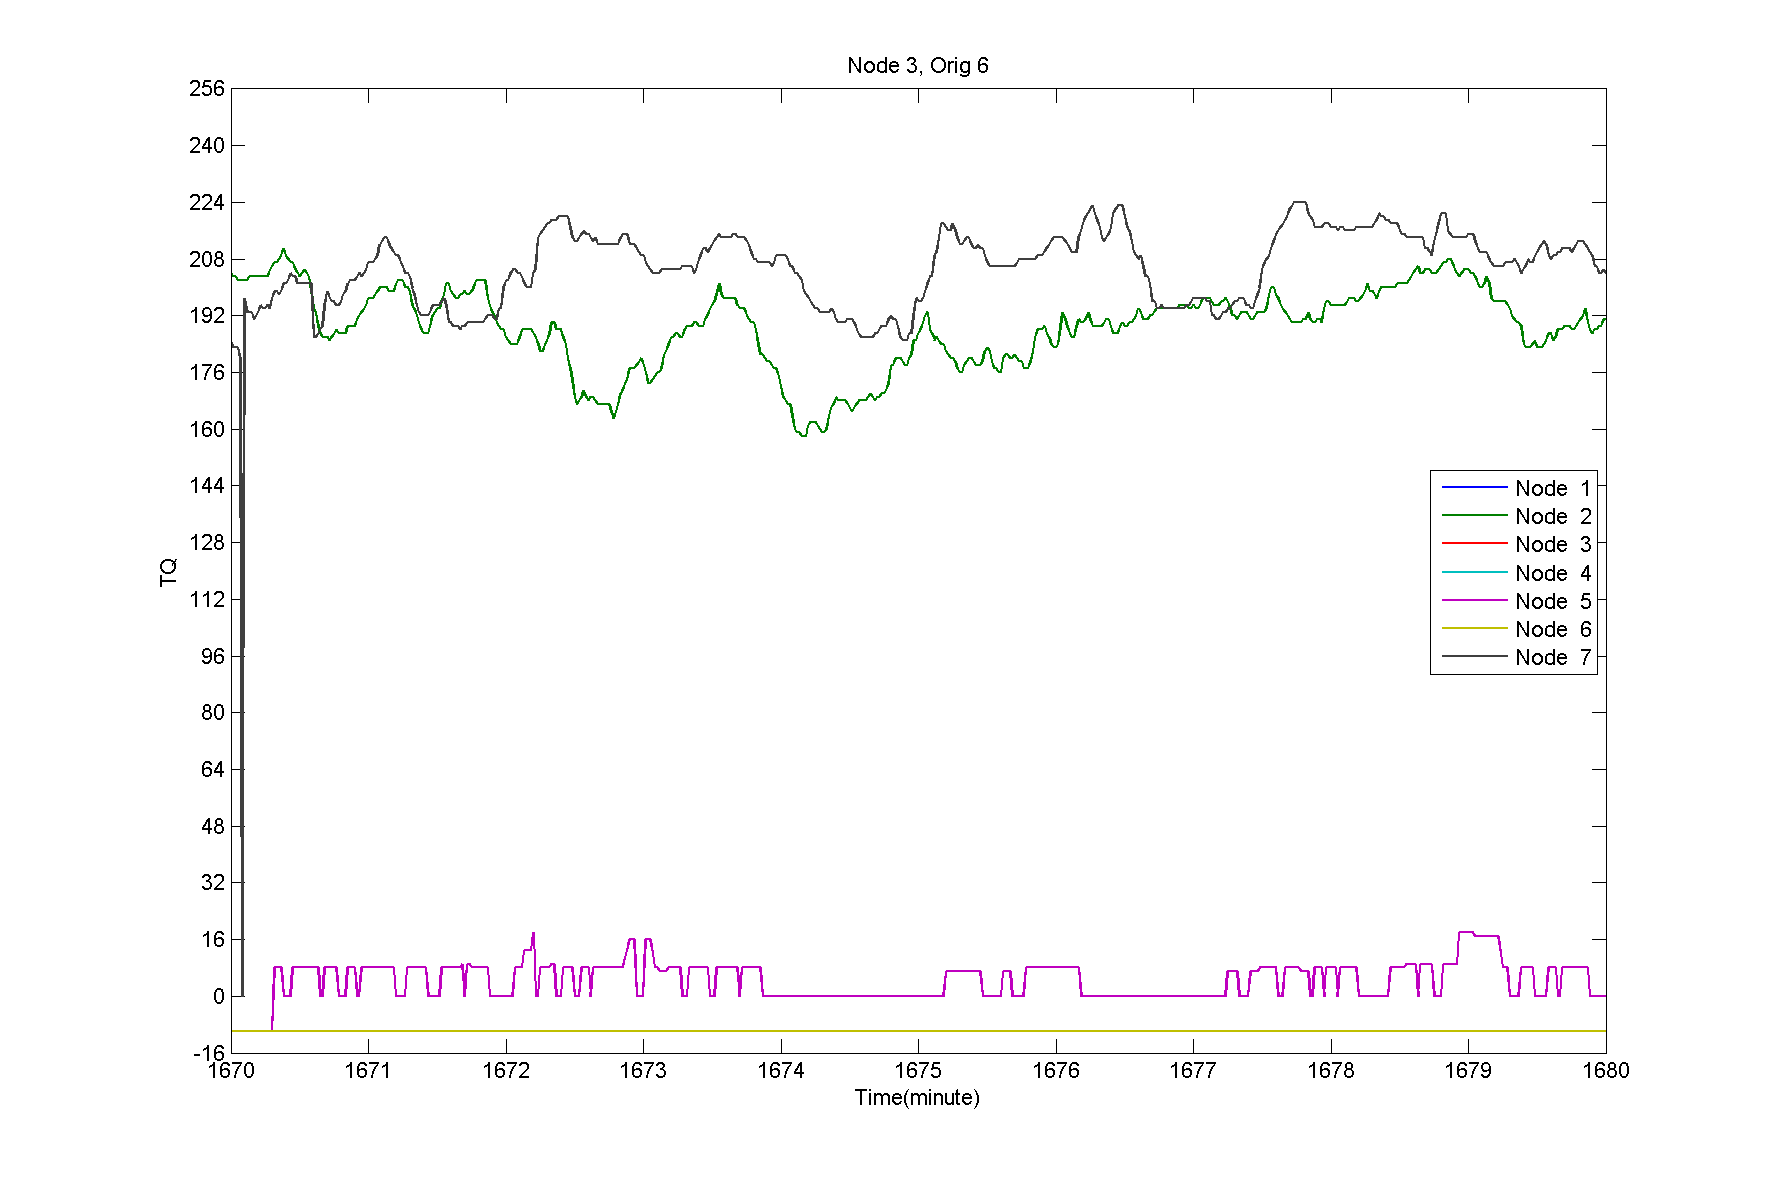 Node 3, Orig 6
256
240
224
208
192
176
160
144
128
112
96
80
64
48
32
16
0
-16
TQ
Node 1
Node 2
Node 3
Node 4
Node 5
Node 6
Node 7
1670 1671 1672 1673 1674 1675 1676 1677 1678 1679 1680
Time(minute)